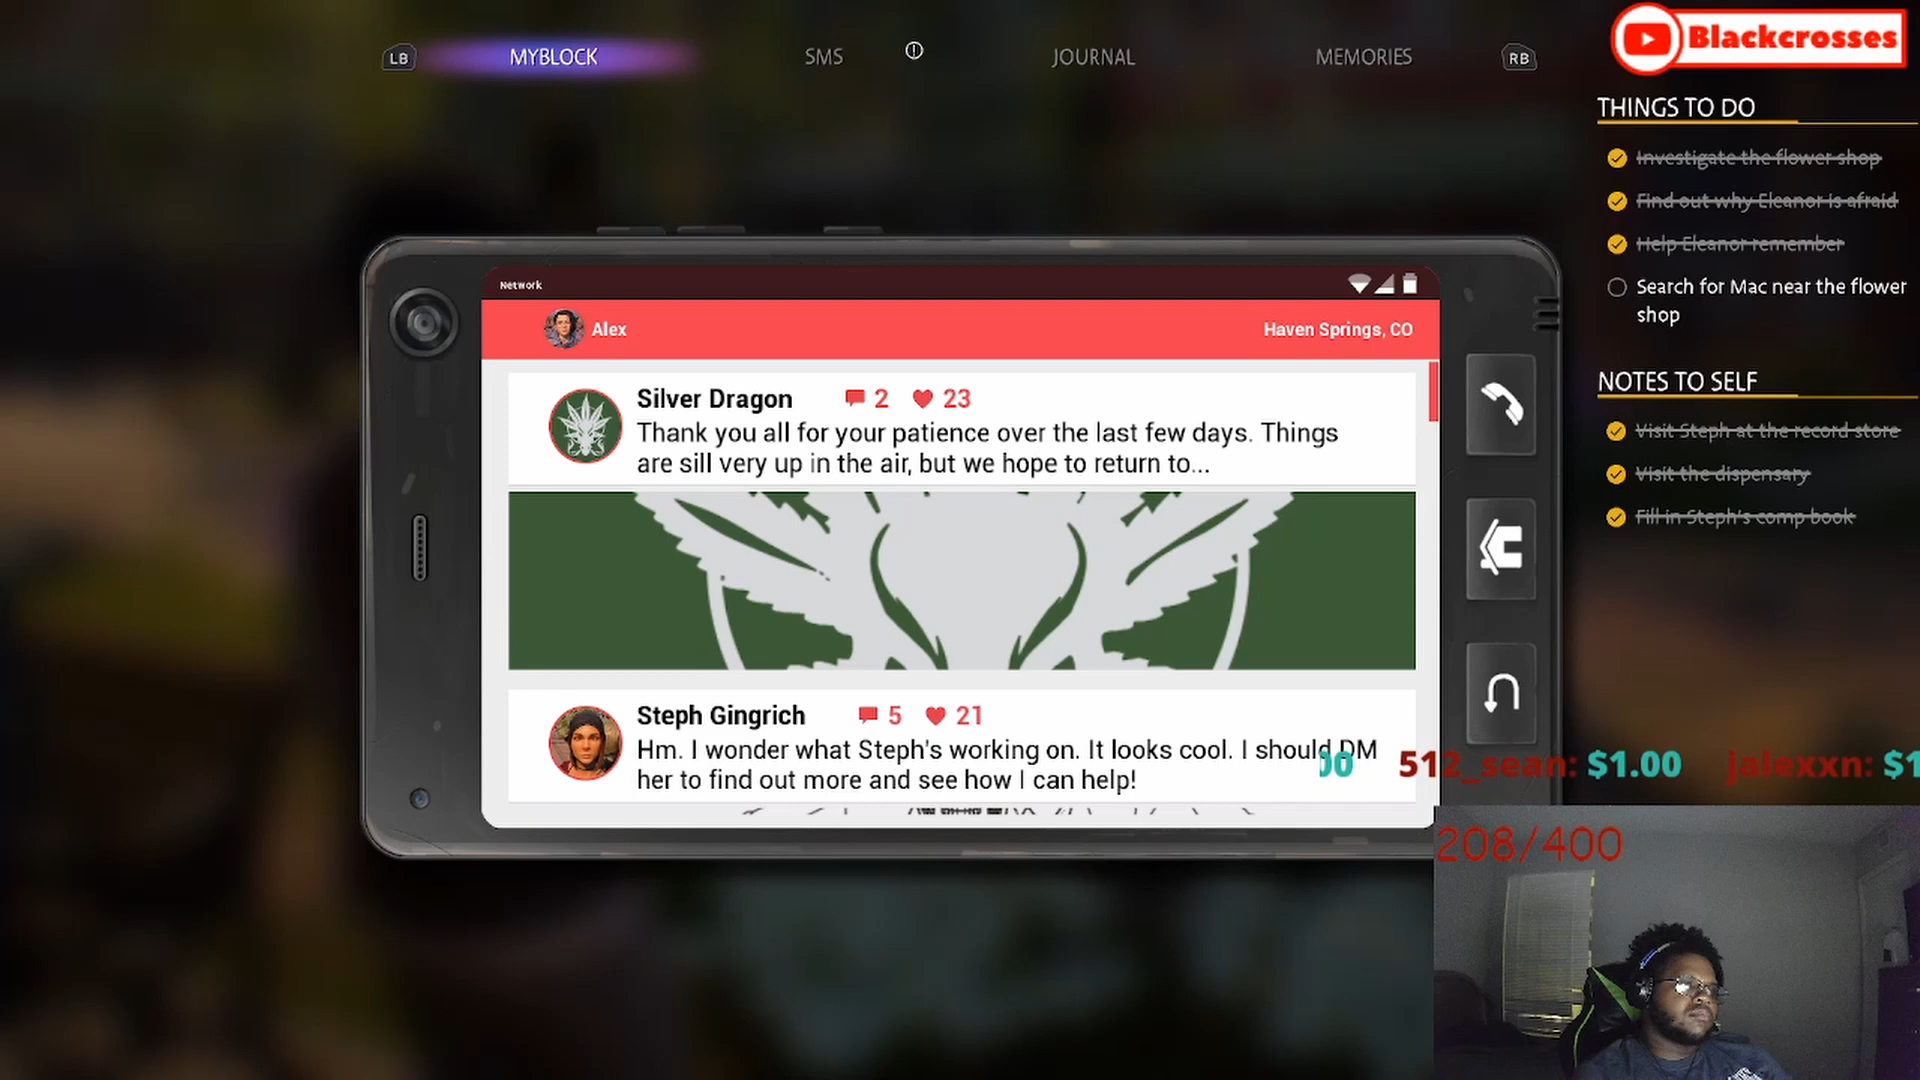 LB
MYBLOCK
SMS
JOURNAL
MEMORIES
RB
Blackcrosses
THINGS TO DO
Investigate the flower shop
Find out why Eleanor is afraid
Help Eleanor remember
Search for Mac near the flower
shop
NOTES TO SELF
Visit Steph at the record store
Visit the dispensary
Fill in Steph's comp book
Network
Alex
Haven Springs, CO
Silver Dragon 2 23
Thank you all for your patience over the last few days. Things
are sill very up in the air, but we hope to return to...
Steph Gingrich 5 21
Hm. I wonder what Steph's working on. It looks cool. I should DM
her to find out more and see how I can help!
00 512_sean: $1.00 jalexxn: $1
208/400